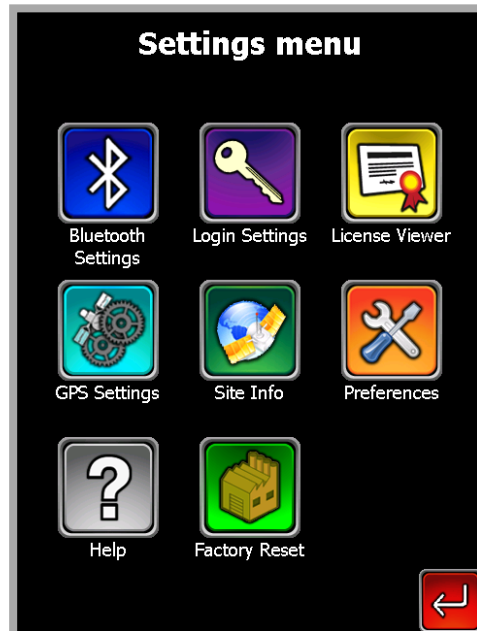 Settings menu
Bluetooth
Settings
Login Settings
License Viewer
GPS Settings
Site Info
Preferences
?
Help
Factory Reset